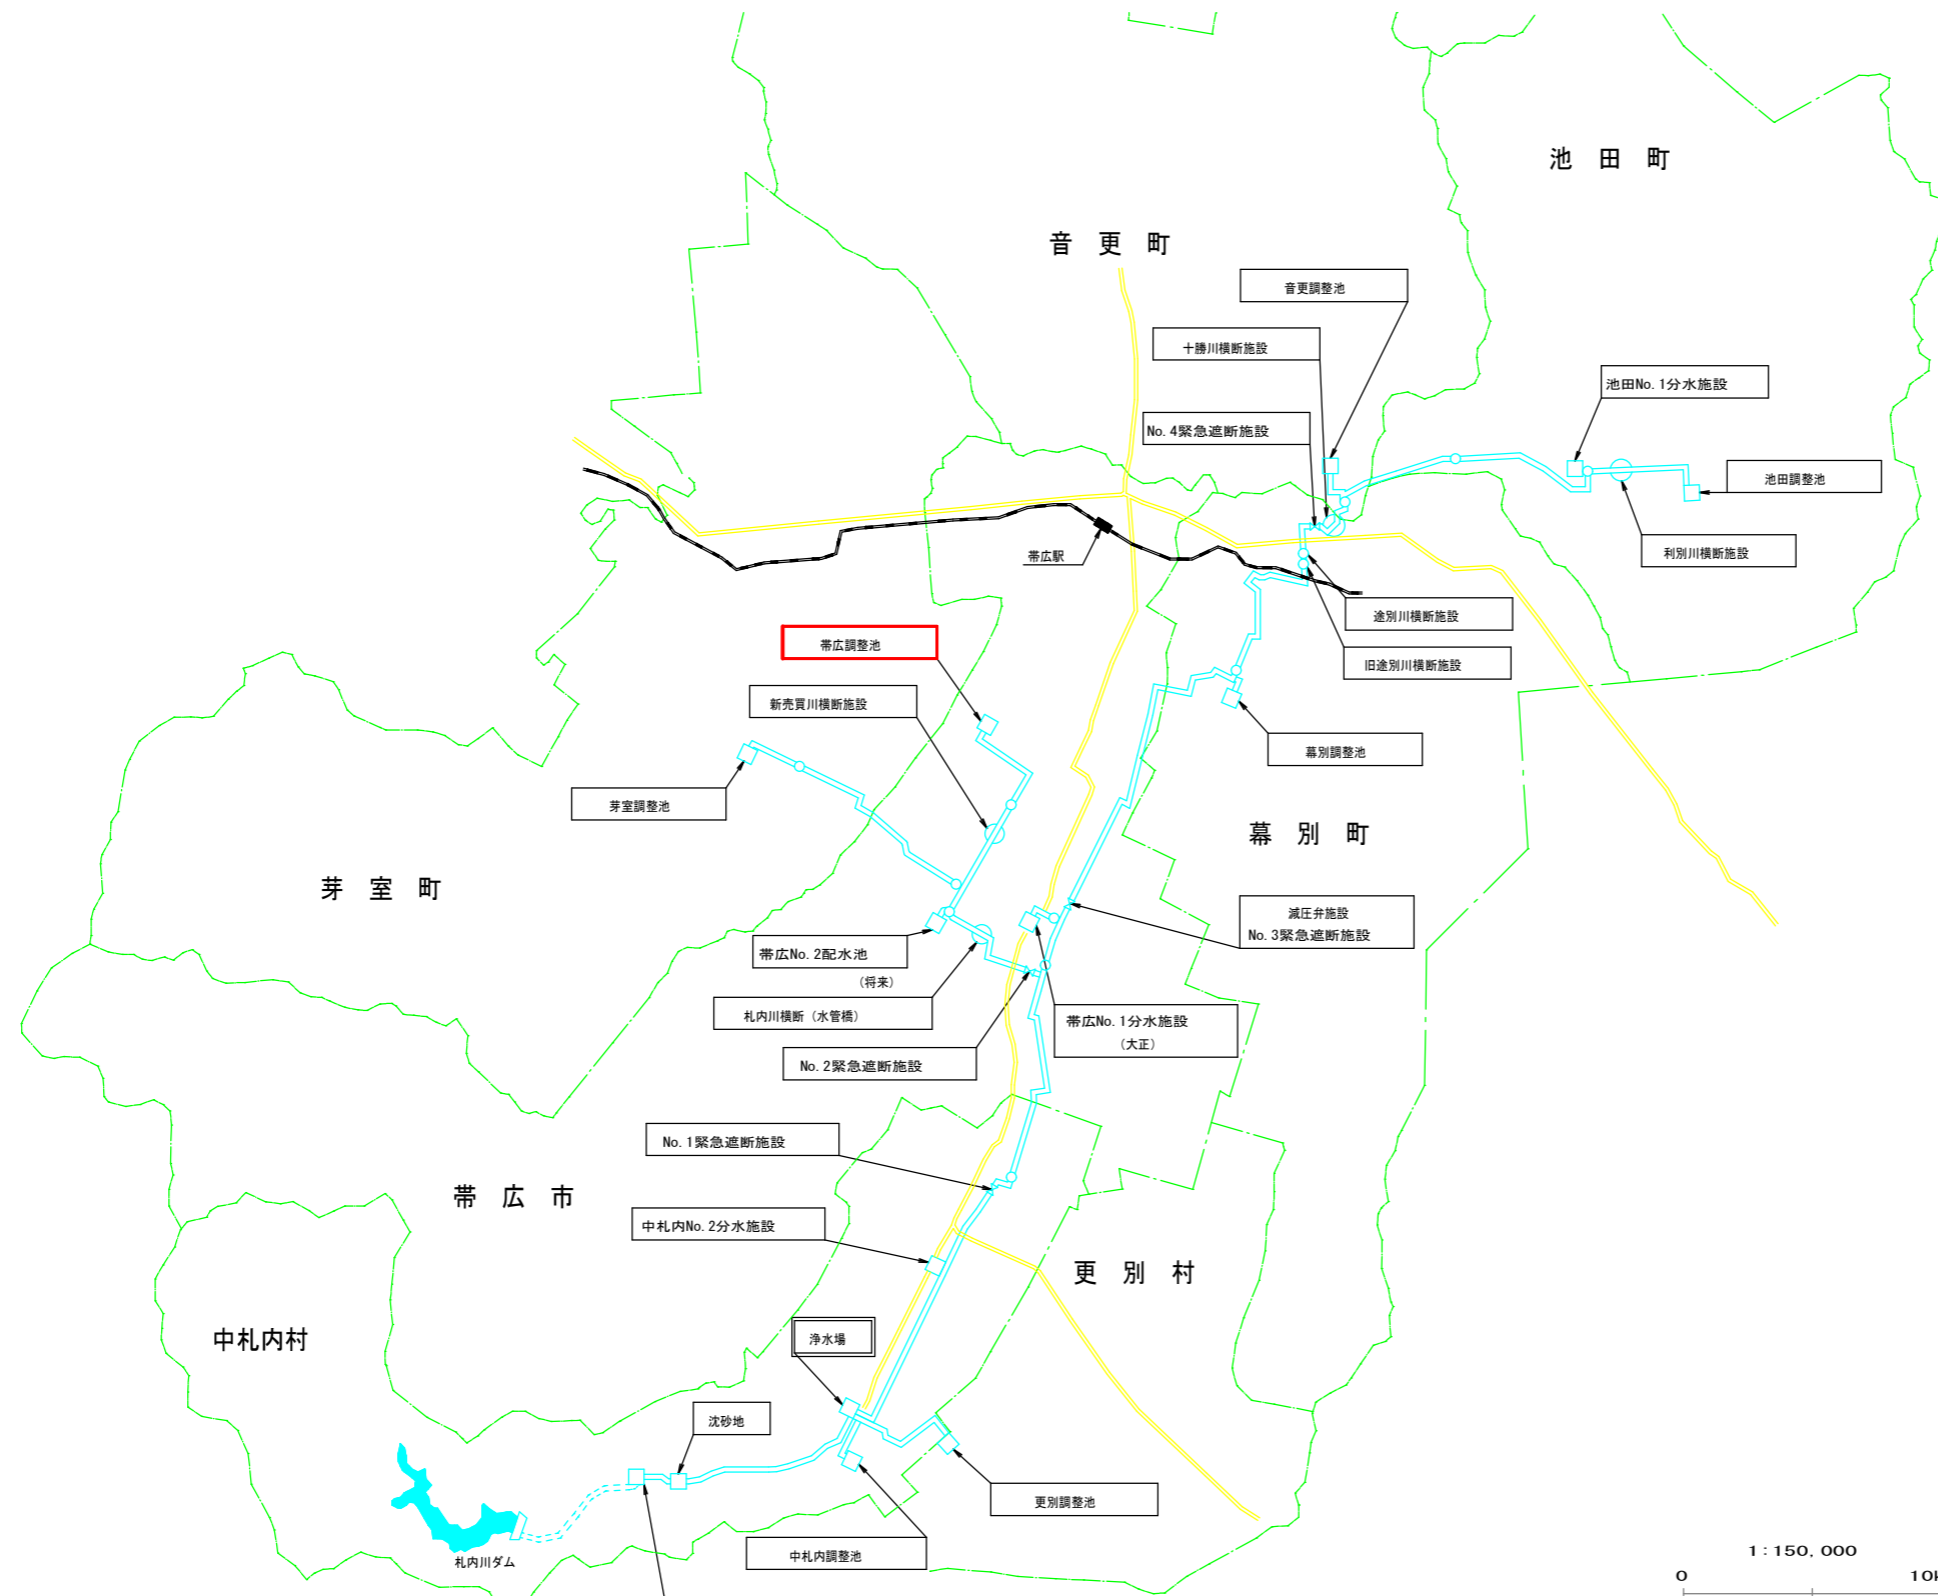 池田町
音更町
音更調整池
十勝川横断施設
池田No.1分水施設
No.4緊急遮断施設
池田調整池
利別川横断施設
帯広駅
途別川横断施設
帯広調整池
旧途別川横断施設
新売買川横断施設
幕別調整池
芽室調整池
幕別町
芽室町
減圧弁施設
No.3緊急遮断施設
帯広No.2配水池
(将来)
札内川横断(水管橋)
帯広No.1分水施設
(大正)
No.2緊急遮断施設
No.1緊急遮断施設
帯広市
中札内No.2分水施設
更別村
中札内村
浄水場
沈砂地
更別調整池
中札内調整池
札内川ダム
1:150,000
0 10k